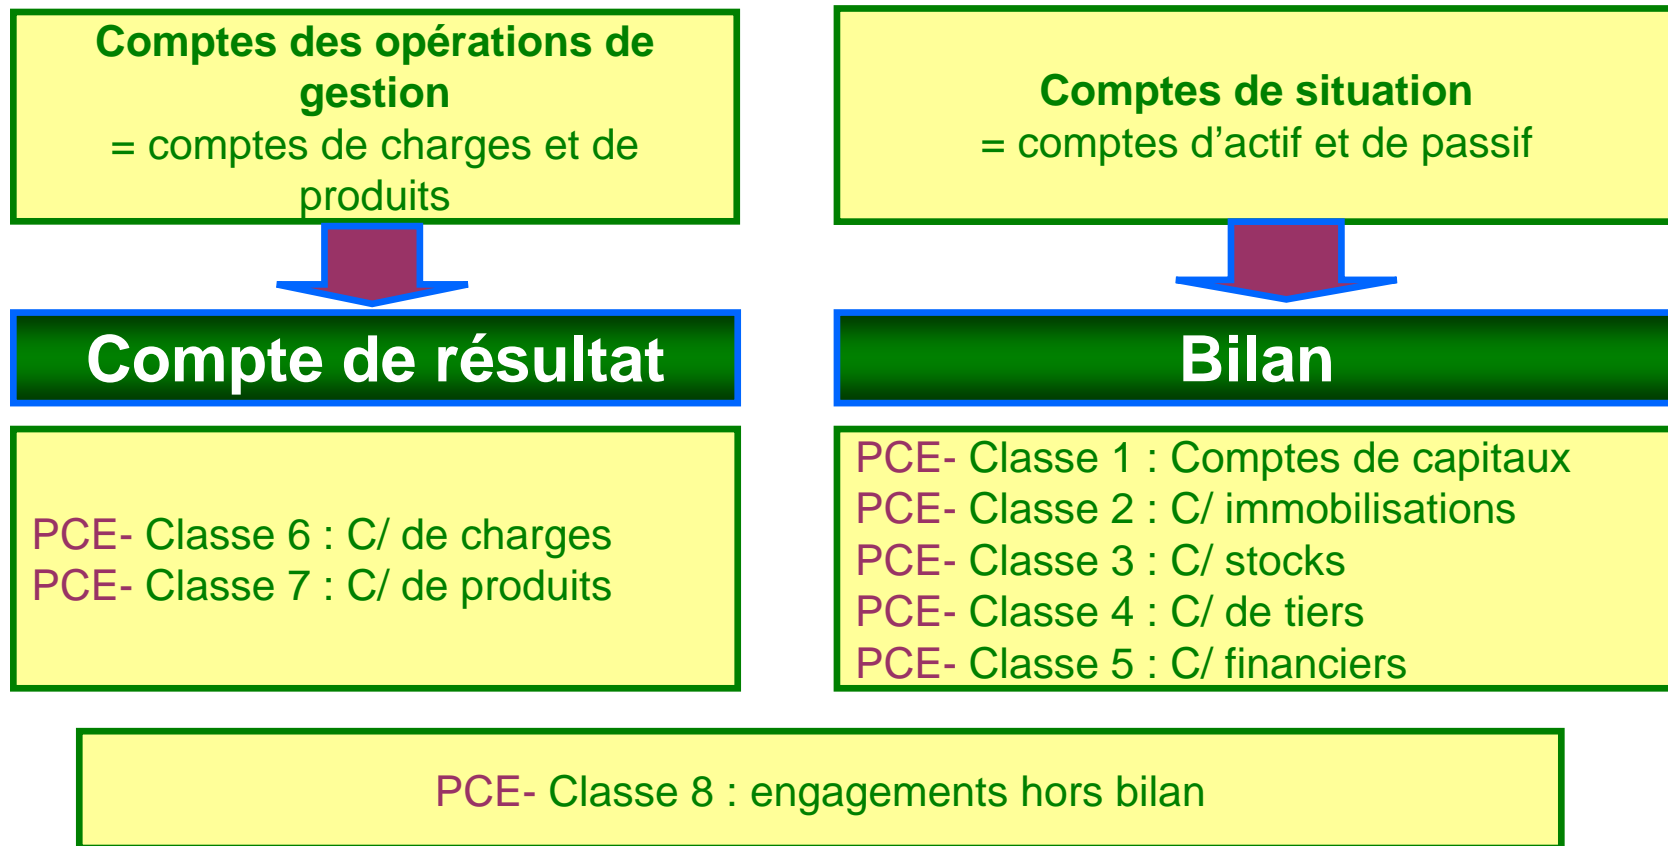 Comptes des opérations de
gestion
= comptes de charges et de
produits
Comptes de situation
= comptes d’actif et de passif
Compte de résultat
Bilan
PCE- Classe 6 : C/ de charges
PCE- Classe 7 : C/ de produits
PCE- Classe 1 : Comptes de capitaux
PCE- Classe 2 : C/ immobilisations
PCE- Classe 3 : C/ stocks
PCE- Classe 4 : C/ de tiers
PCE- Classe 5 : C/ financiers
PCE- Classe 8 : engagements hors bilan